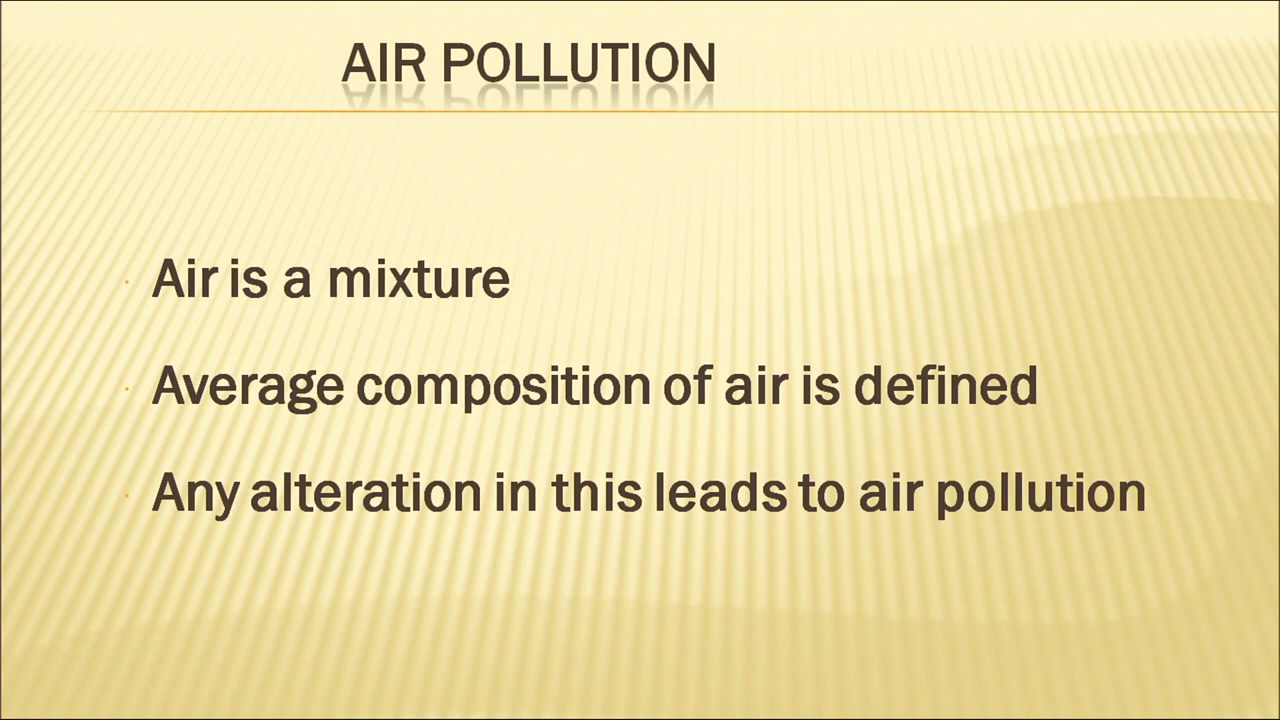 AIR POLLUTION
Air is a mixture
Average composition of air is defined
Any alteration in this leads to air pollution